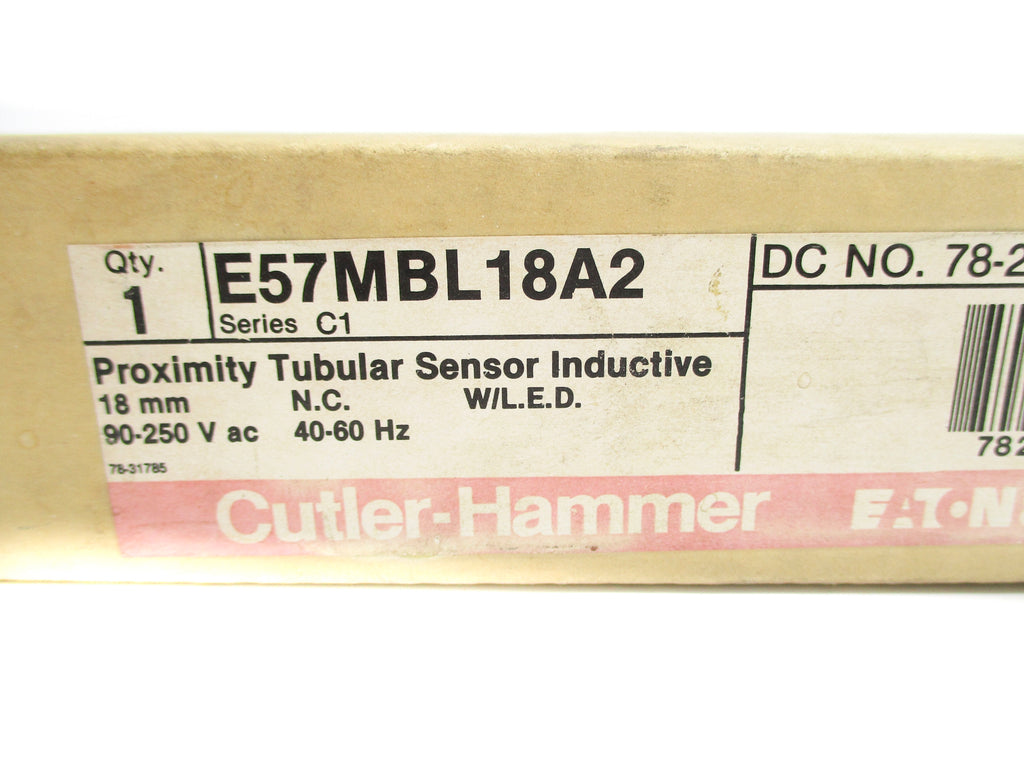 Qty.
1
E57MBL18A2
Series C1
DC NO. 78-2
Proximity Tubular Sensor Inductive
18 mm N.C. W/L.E.D.
90-250 V ac 40-60 Hz
78-31785
782
Cutler-Hammer
EATON